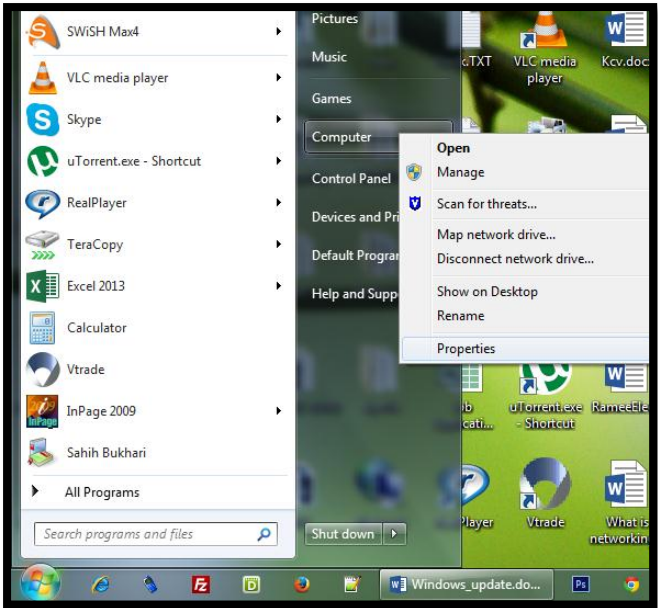 SWiSH Max4
VLC media player
Skype
uTorrent.exe - Shortcut
RealPlayer
TeraCopy
Excel 2013
Calculator
Vtrade
InPage 2009
Sahih Bukhari
All Programs
Search programs and files
Pictures
Music
Games
Computer
Control Panel
Devices and Pri
Default Progra
Help and Supp
Shut down
Open
Manage
Scan for threats...
Map network drive...
Disconnect network drive...
Show on Desktop
Rename
Properties
.TXT
VLC media
player
Kcv.doc
uTorrent.exe
- Shortcut
RameeEle
Player
Vtrade
What is
networkin
Windows_update.do...
Ps